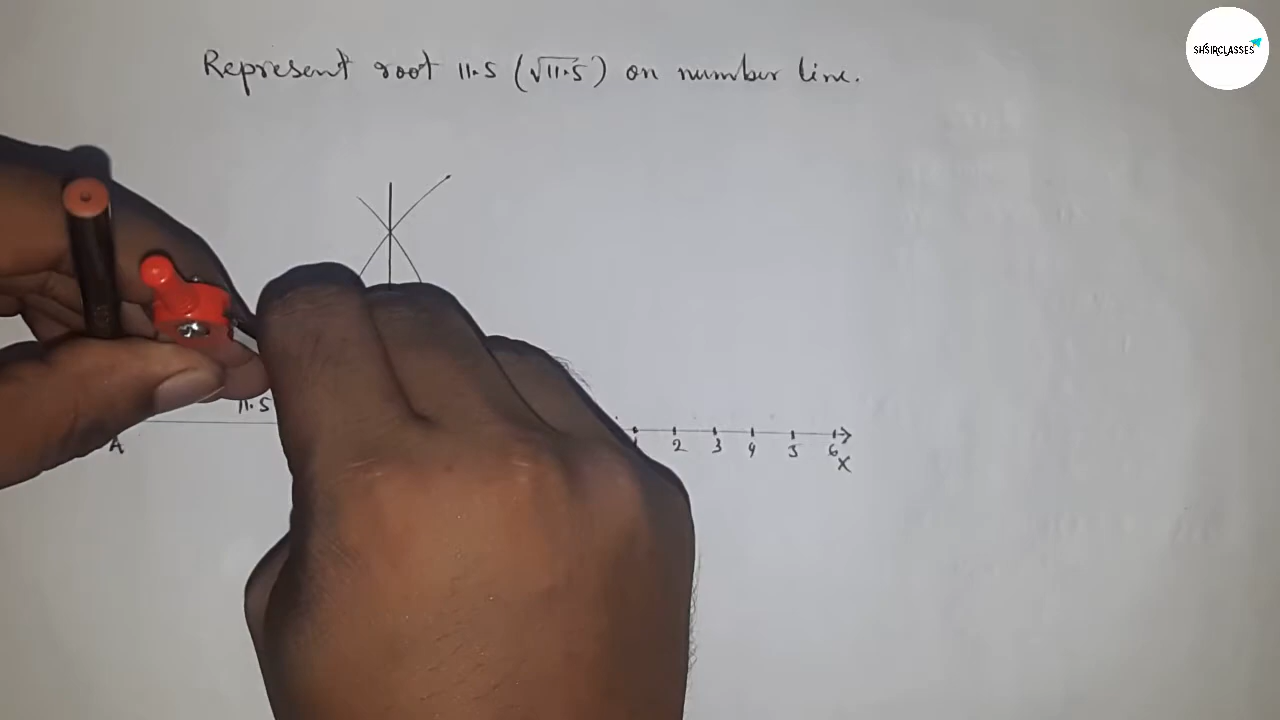 SHSIRCLASSES
Represent root 11.5 (√11.5) on number line.
11.5
A 2 3 4 5 6
X